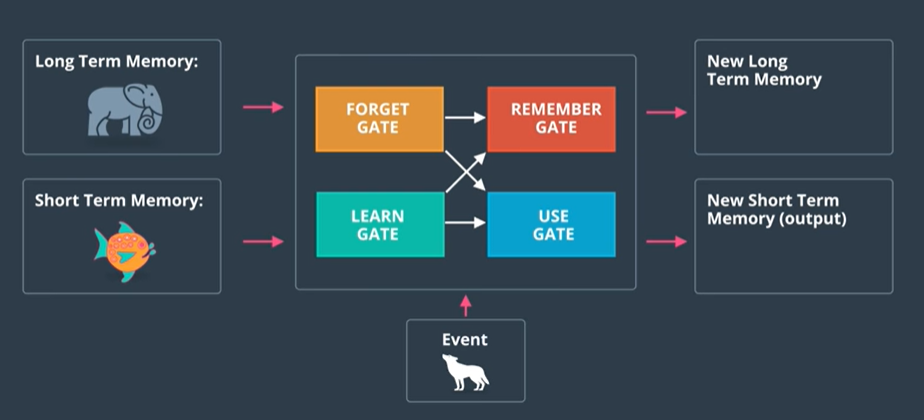 Long Term Memory:
Short Term Memory:
FORGET
GATE
REMEMBER
GATE
LEARN
GATE
USE
GATE
New Long
Term Memory
New Short Term
Memory (output)
Event